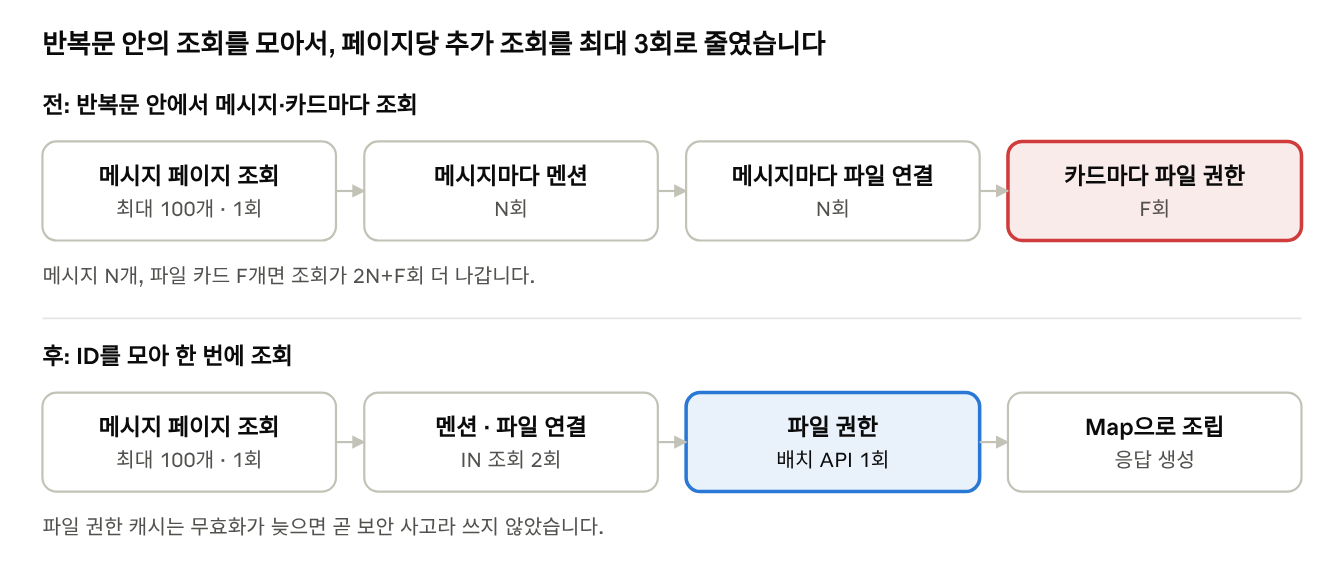 반복문 안의 조회를 모아서, 페이지당 추가 조회를 최대 3회로 줄였습니다
전: 반복문 안에서 메시지·카드마다 조회
메시지 페이지 조회
최대 100개 · 1회
메시지마다 멘션
N회
메시지마다 파일 연결
N회
카드마다 파일 권한
F회
메시지 N개, 파일 카드 F개면 조회가 2N+F회 더 나갑니다.
후: ID를 모아 한 번에 조회
메시지 페이지 조회
최대 100개 · 1회
멘션 · 파일 연결
IN 조회 2회
파일 권한
배치 API 1회
Map으로 조립
응답 생성
파일 권한 캐시는 무효화가 늦으면 곧 보안 사고라 쓰지 않았습니다.